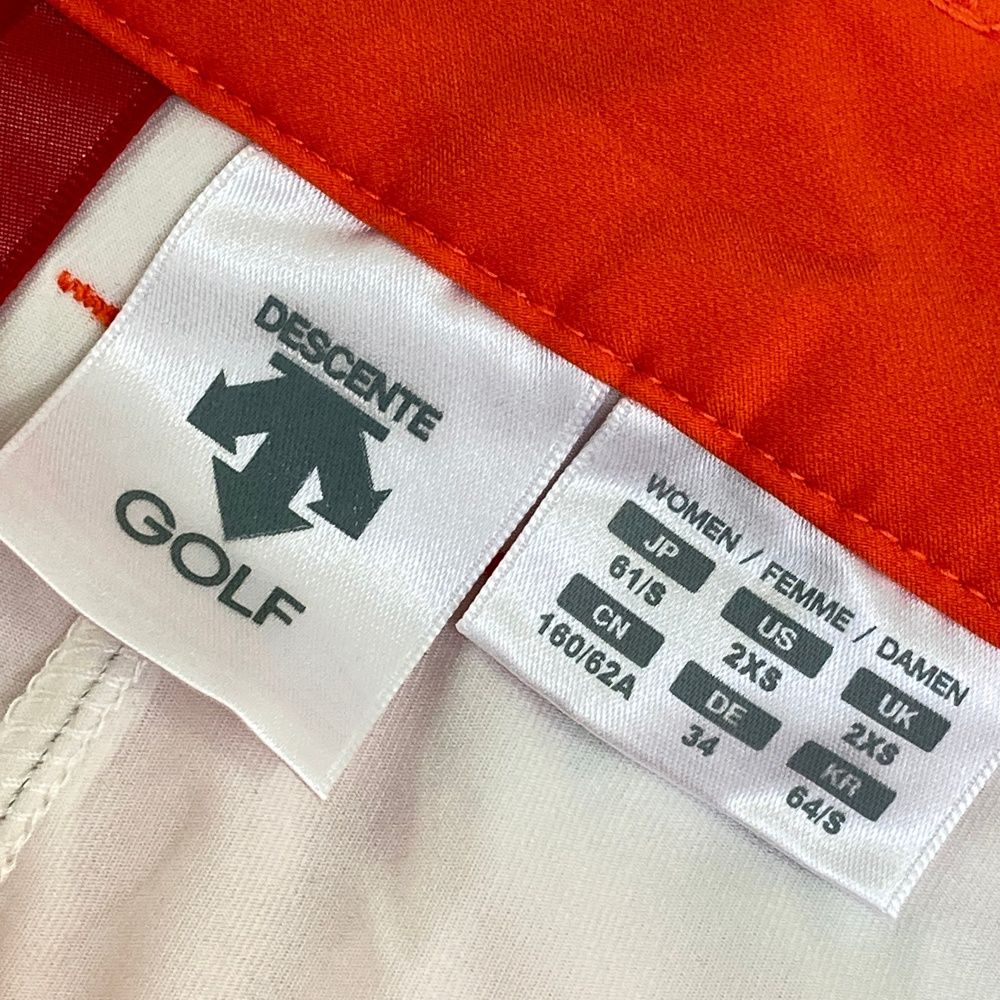 DESCENTE
GOLF
WOMEN / FEMME / DAMEN
JP US UK
61/S 2XS 2XS
CN DE KR
160/62A 34 64/S